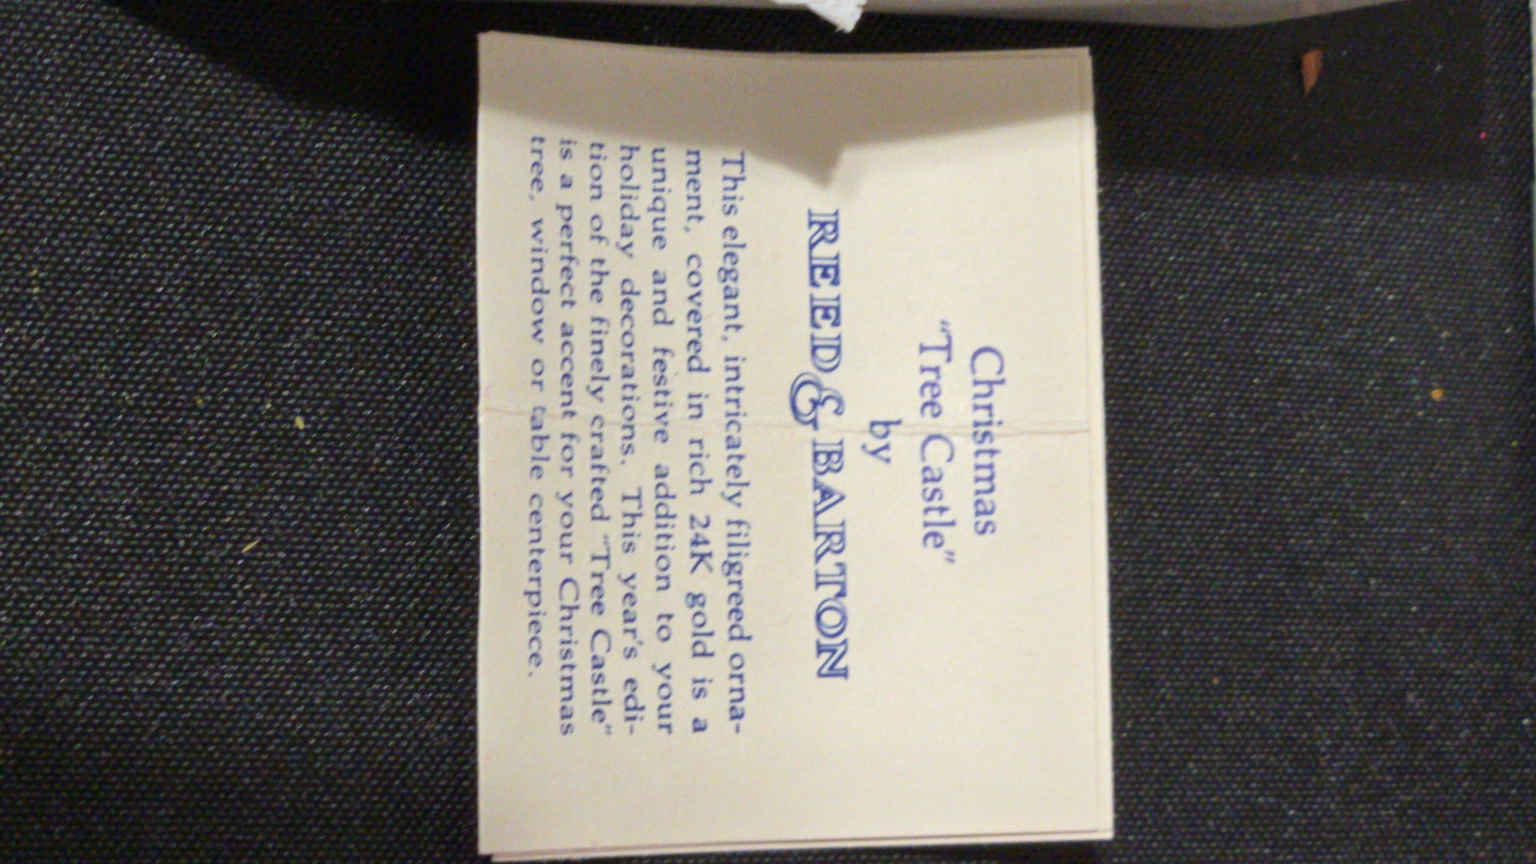 Christmas
“Tree Castle”
by
REED & BARTON
This elegant, intricately filigreed orna-
ment, covered in rich 24K gold is a
unique and festive addition to your
holiday decorations. This year's edi-
tion of the finely crafted “Tree Castle”
is a perfect accent for your Christmas
tree, window or table centerpiece.